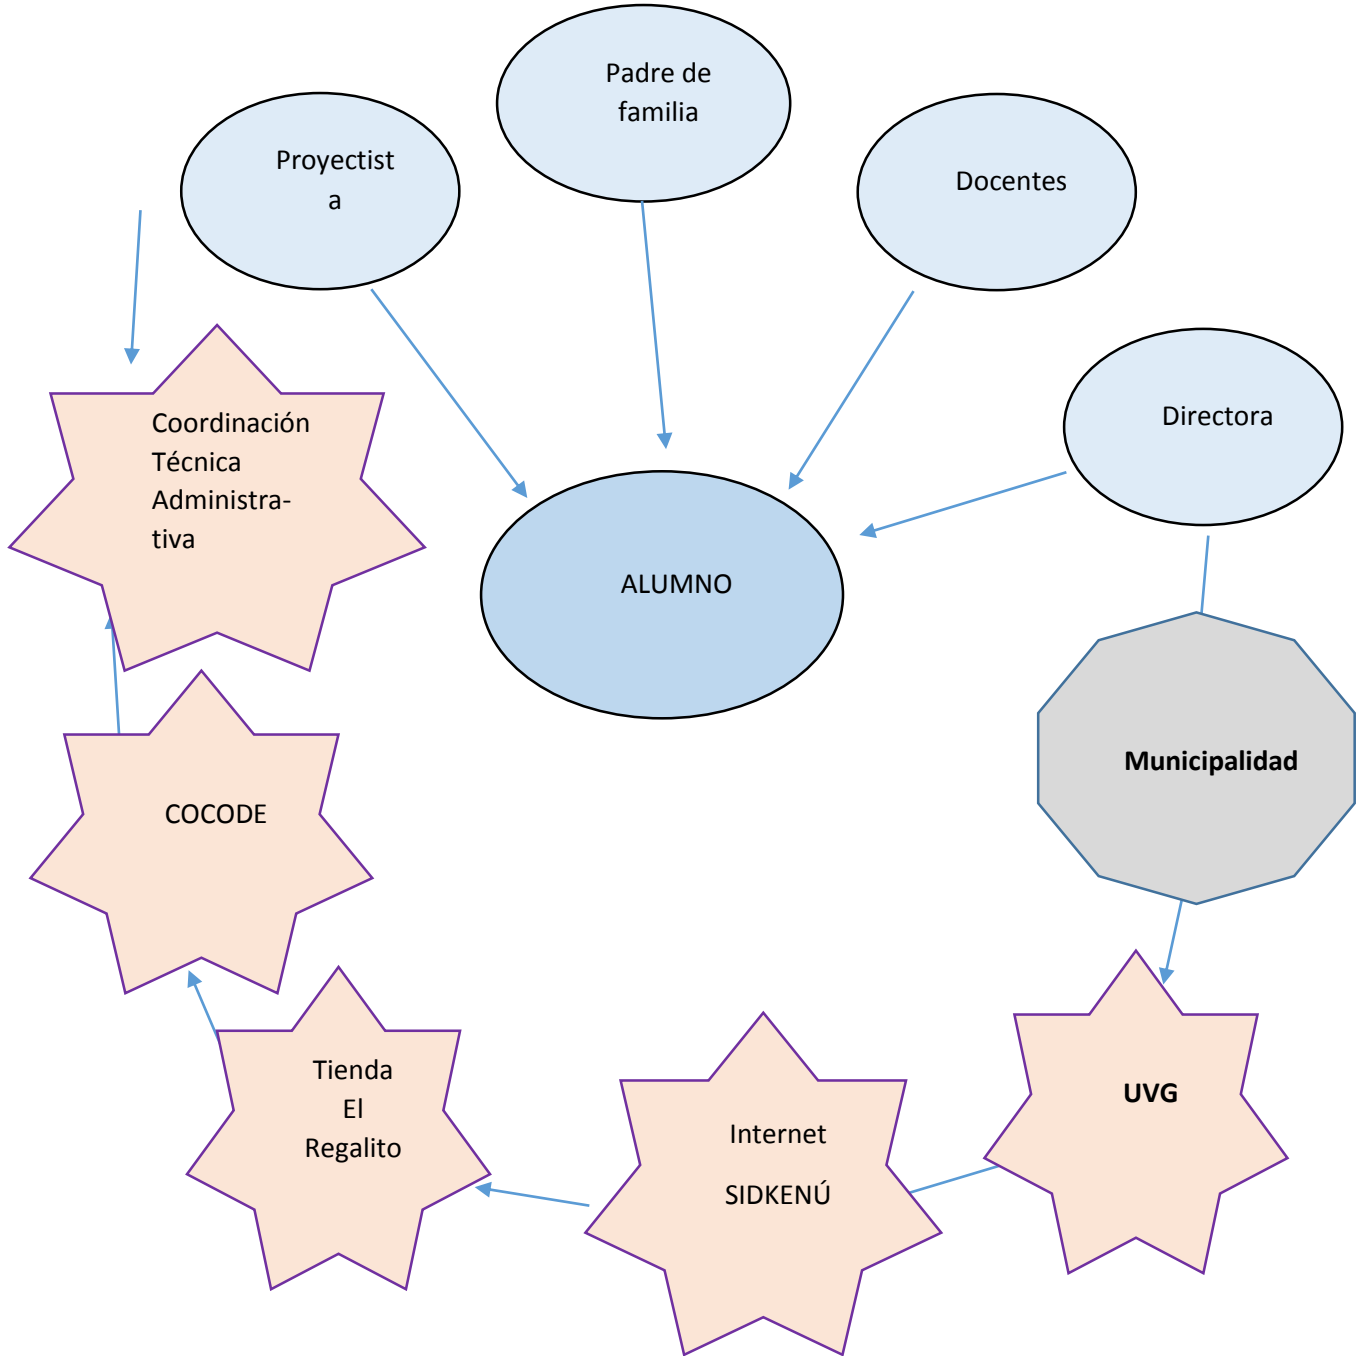 Padre de
familia
Proyectist
a
Docentes
Directora
Coordinación
Técnica
Administra-
tiva
ALUMNO
Municipalidad
COCODE
Tienda
El
Regalito
Internet
SIDKENÚ
UVG